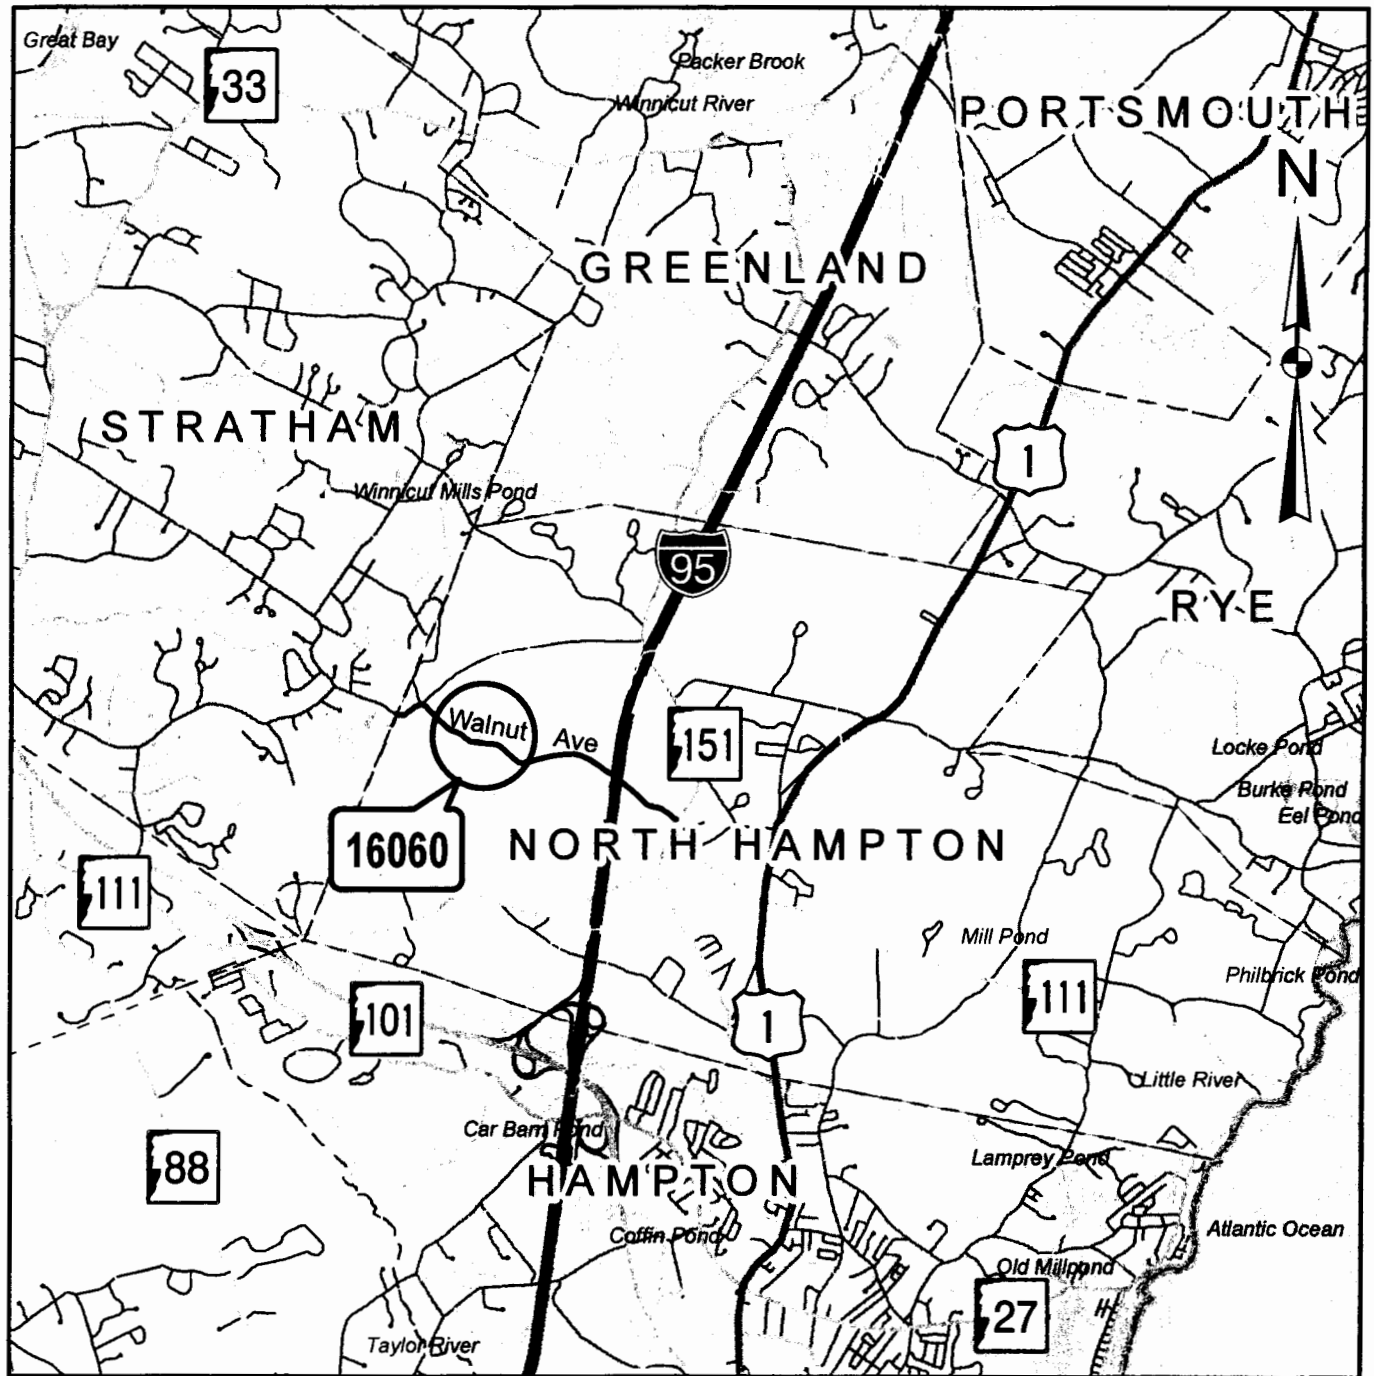 Great Bay
33
Packer Brook
Winnicut River
PORTSMOUTH
N
GREENLAND
STRATHAM
1
Winnicut Mills Pond
95
RYE
Walnut Ave
151
Locke Pond
Burke Pond
Eel Pond
16060
NORTH HAMPTON
111
Mill Pond
Philbrick Pond
111
101
1
Little River
Car Barn Pond
Lamprey Pond
88
HAMPTON
Coffin Pond
Atlantic Ocean
Old Millpond
27
Taylor River